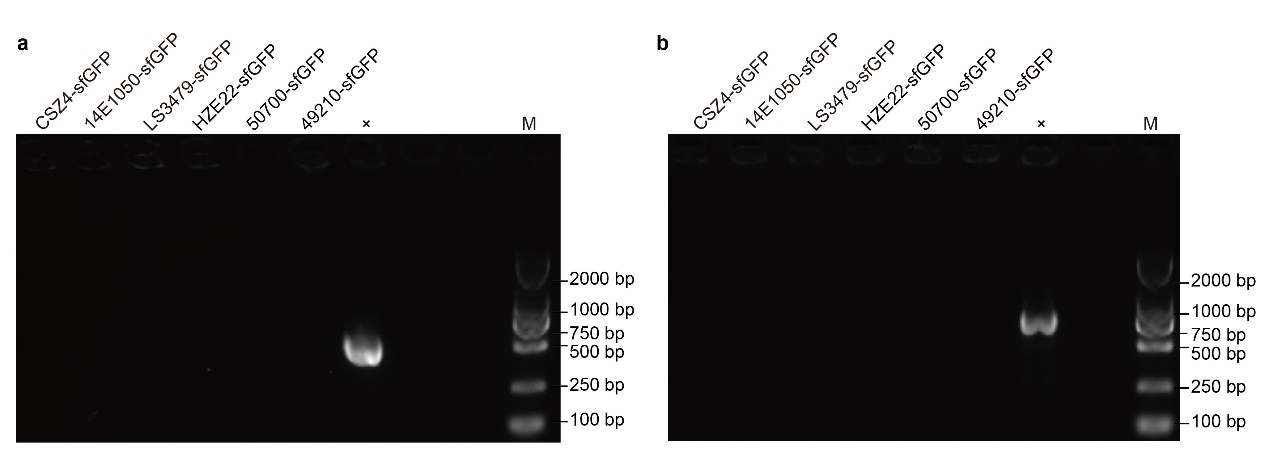 a
CSZ4-sfGFP
14E1050-sfGFP
LS3479-sfGFP
HZE22-sfGFP
50700-sfGFP
49210-sfGFP
×
M
2000 bp
1000 bp
750 bp
500 bp
250 bp
100 bp
b
CSZ4-sfGFP
14E1050-sfGFP
LS3479-sfGFP
HZE22-sfGFP
50700-sfGFP
49210-sfGFP
×
M
2000 bp
1000 bp
750 bp
500 bp
250 bp
100 bp